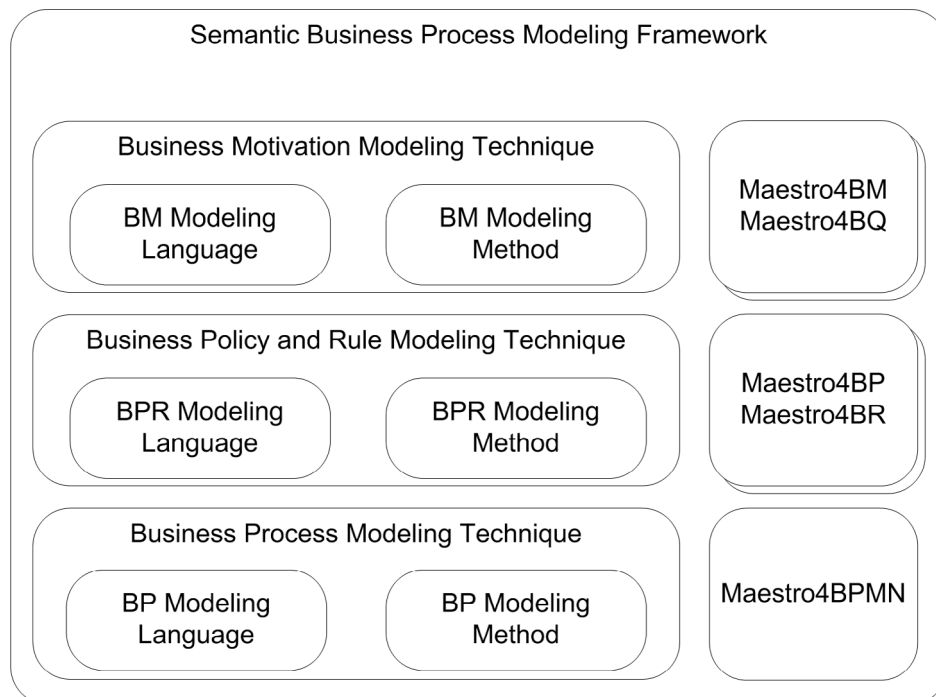 Semantic Business Process Modeling Framework
Business Motivation Modeling Technique
BM Modeling
Language
BM Modeling
Method
Maestro4BM
Maestro4BQ
Business Policy and Rule Modeling Technique
BPR Modeling
Language
BPR Modeling
Method
Maestro4BP
Maestro4BR
Business Process Modeling Technique
BP Modeling
Language
BP Modeling
Method
Maestro4BPMN